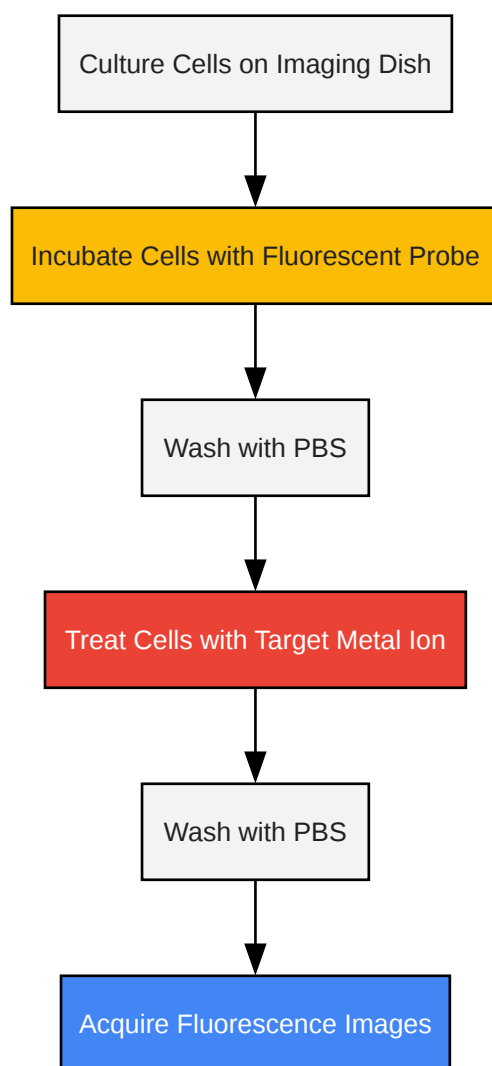 Culture Cells on Imaging Dish
Incubate Cells with Fluorescent Probe
Wash with PBS
Treat Cells with Target Metal Ion
Wash with PBS
Acquire Fluorescence Images